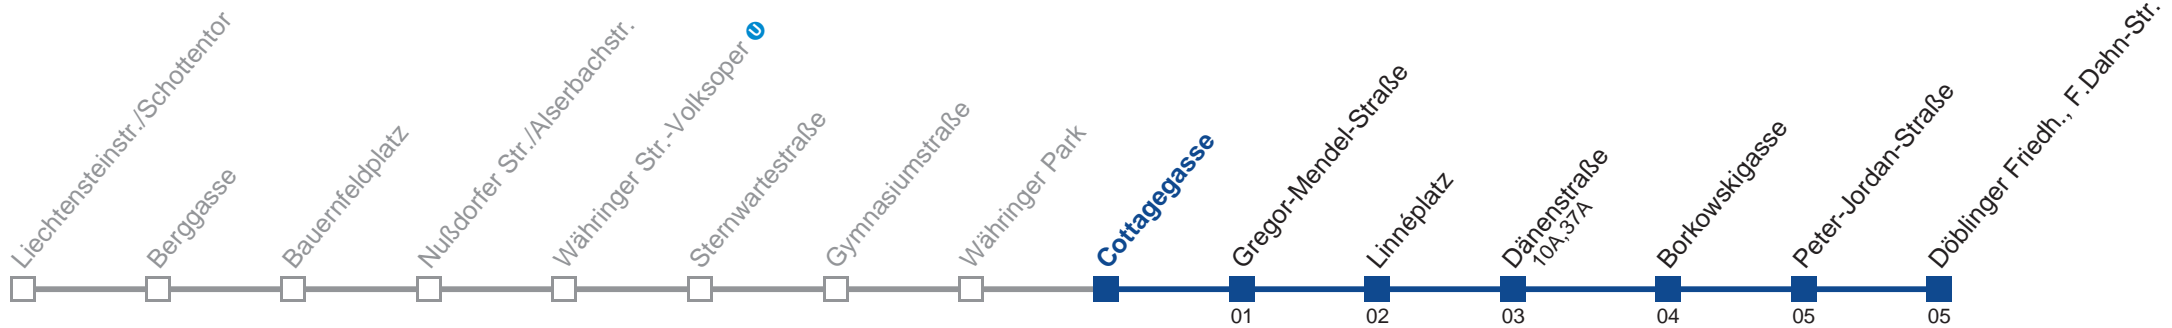 Liechtensteinstr./Schottentor
Berggasse
Bauernfeldplatz
Nußdorfer Str./Alserbachstr.
Währinger Str.-Volksoper U
Sternwartestraße
Gymnasiumstraße
Währinger Park
Cottagegasse
Gregor-Mendel-Straße
Linnéplatz
Dänenstraße
10A,37A
Borkowskigasse
Peter-Jordan-Straße
Döblinger Friedh., F.Dahn-Str.
01 02 03 04 05 05